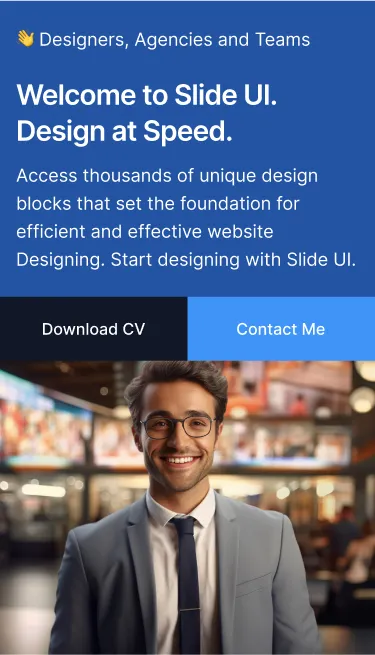 👋 Designers, Agencies and Teams
Welcome to Slide UI.
Design at Speed.
Access thousands of unique design
blocks that set the foundation for
efficient and effective website
Designing. Start designing with Slide UI.
Download CV
Contact Me